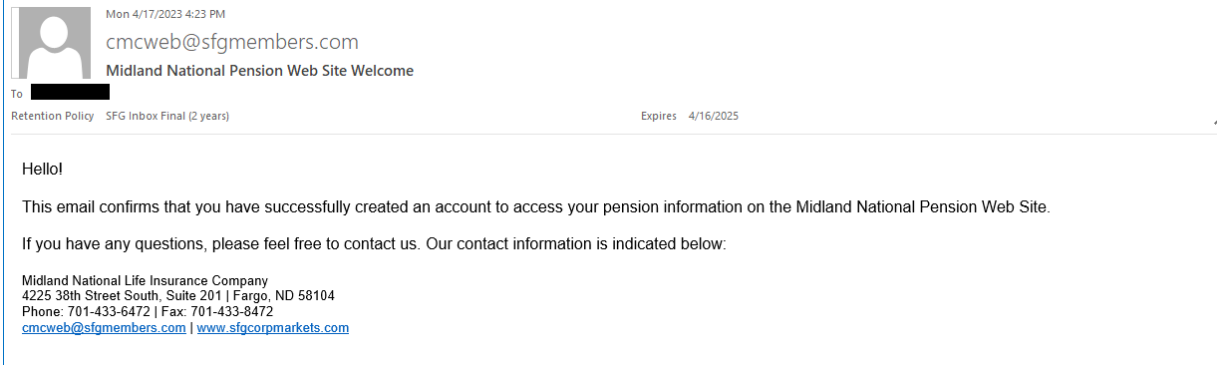 Mon 4/17/2023 4:23 PM
cmcweb@sfgmembers.com
Midland National Pension Web Site Welcome
To
Retention Policy SFG Inbox Final (2 years) Expires 4/16/2025
Hello!
This email confirms that you have successfully created an account to access your pension information on the Midland National Pension Web Site.
If you have any questions, please feel free to contact us. Our contact information is indicated below:
Midland National Life Insurance Company
4225 38th Street South, Suite 201 | Fargo, ND 58104
Phone: 701-433-6472 | Fax: 701-433-8472
cmcweb@sfgmembers.com | www.sfgcorpmarkets.com